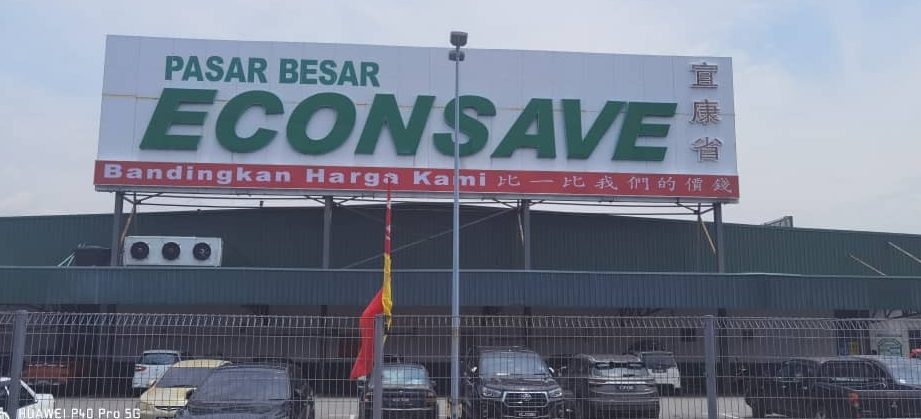 PASAR BESAR
ECONSAVE
宜康省
Bandingkan Harga Kami 比一比我們的價錢
HUAWEI P40 Pro 5G